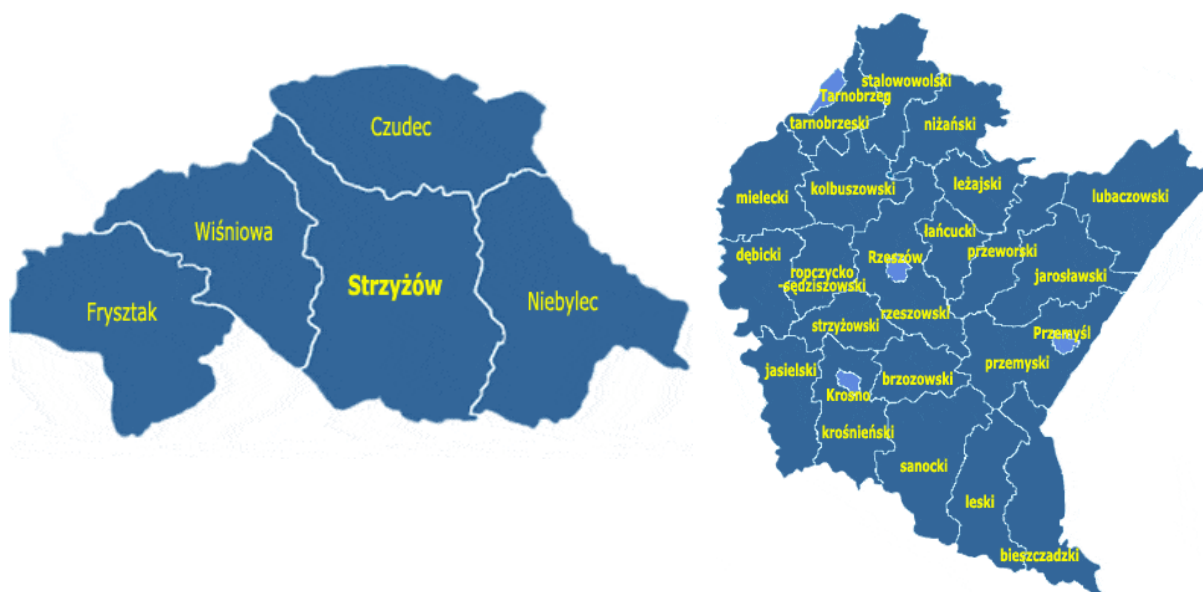 Czudec
Wiśniowa
Strzyżów
Frysztak
Niebylec
stalowowolski
Tarnobrzeg
tarnobrzeski
niżański
mielecki
kolbuszowski
leżajski
lubaczowski
łańcucki
dębicki
Rzeszów
przeworski
ropczycko
-sędziszowski
jarosławski
rzeszowski
strzyżowski
Przemyśl
przemyski
jasielski
brzozowski
Krosno
krośnieński
sanocki
leski
bieszczadzki